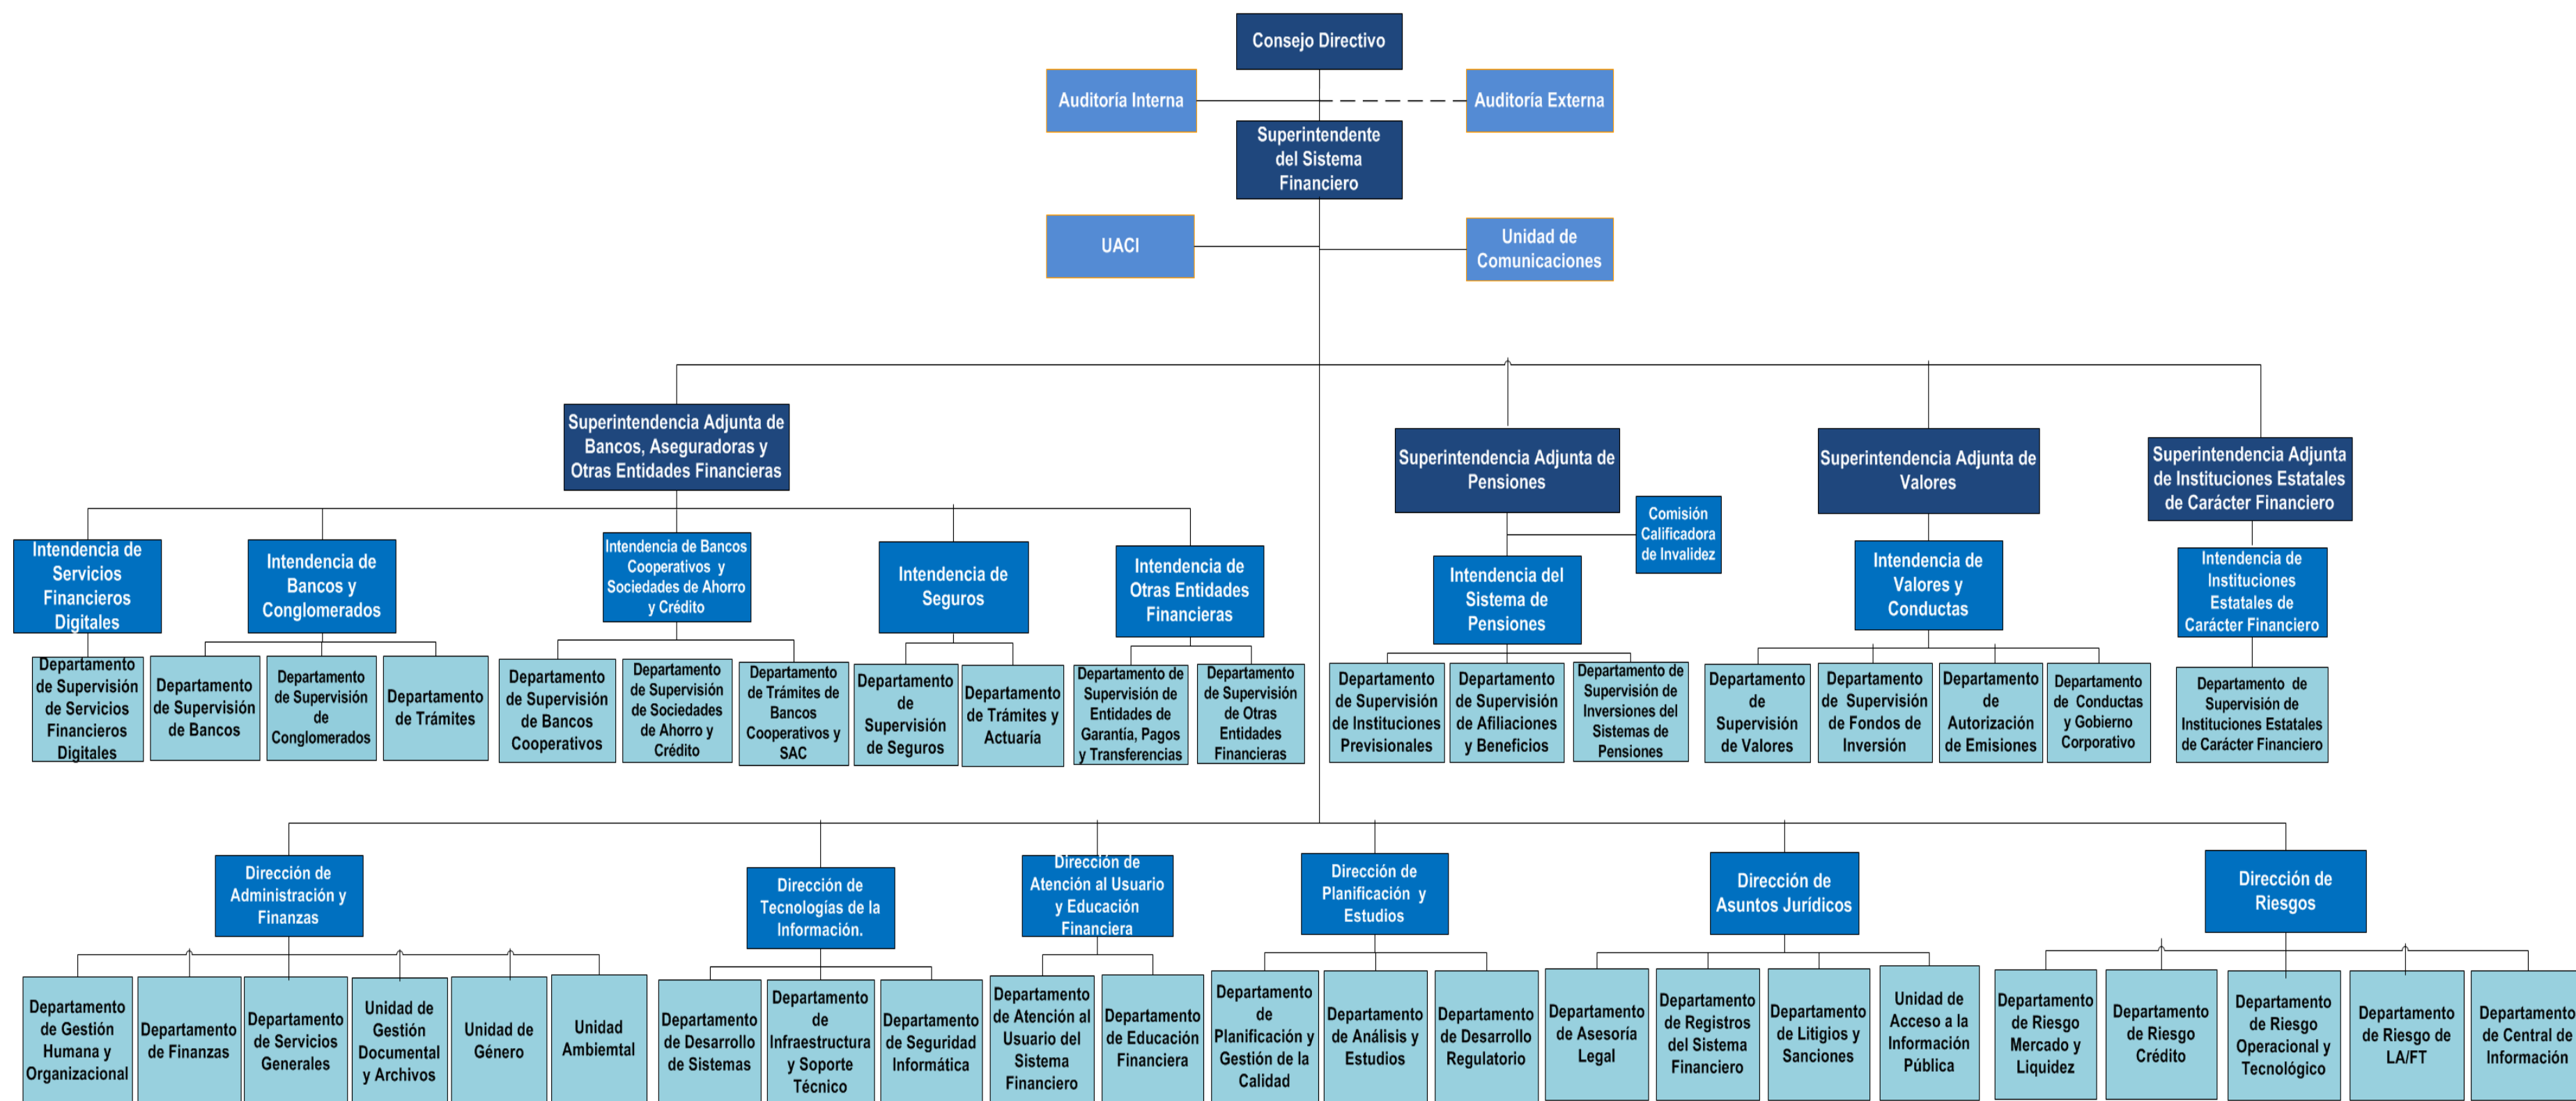 Consejo Directivo
Auditoría Interna
Auditoría Externa
Superintendente
del Sistema
Financiero
UACI
Unidad de
Comunicaciones
Superintendencia Adjunta de
Bancos, Aseguradoras y
Otras Entidades Financieras
Superintendencia Adjunta de
Pensiones
Superintendencia Adjunta de
Valores
Superintendencia Adjunta
de Instituciones Estatales
de Carácter Financiero
Comisión
Calificadora
de Invalidez
Intendencia de
Servicios
Financieros
Digitales
Intendencia de
Bancos y
Conglomerados
Intendencia de Bancos
Cooperativos y
Sociedades de Ahorro
y Crédito
Intendencia de
Seguros
Intendencia de
Otras Entidades
Financieras
Intendencia del
Sistema de
Pensiones
Intendencia de
Valores y
Conductas
Intendencia de
Instituciones
Estatales de
Carácter Financiero
Departamento
de Supervisión
de Servicios
Financieros
Digitales
Departamento
de Supervisión
de Bancos
Departamento
de Supervisión
de
Conglomerados
Departamento
de Trámites
Departamento
de Supervisión
de Bancos
Cooperativos
Departamento
de Supervisión
de Sociedades
de Ahorro y
Crédito
Departamento
de Trámites de
Bancos
Cooperativos y
SAC
Departamento
de
Supervisión
de Seguros
Departamento
de Trámites y
Actuaría
Departamento de
Supervisión de
Entidades de
Garantía, Pagos
y Transferencias
Departamento
de Supervisión
de Otras
Entidades
Financieras
Departamento
de Supervisión
de Instituciones
Previsionales
Departamento
de Supervisión
de Afiliaciones
y Beneficios
Departamento de
Supervisión de
Inversiones del
Sistemas de
Pensiones
Departamento
de
Supervisión
de Valores
Departamento
de Supervisión
de Fondos de
Inversión
Departamento
de
Autorización
de Emisiones
Departamento
de Conductas
y Gobierno
Corporativo
Departamento de
Supervisión de
Instituciones Estatales
de Carácter Financiero
Dirección de
Administración y
Finanzas
Dirección de
Tecnologías de la
Información.
Dirección de
Atención al Usuario
y Educación
Financiera
Dirección de
Planificación y
Estudios
Dirección de
Asuntos Jurídicos
Dirección de
Riesgos
Departamento
de Gestión
Humana y
Organizacional
Departamento
de Finanzas
Departamento
de Servicios
Generales
Unidad de
Gestión
Documental
y Archivos
Unidad de
Género
Unidad
Ambiemtal
Departamento
de Desarrollo
de Sistemas
Departamento
de
Infraestructura
y Soporte
Técnico
Departamento
de Seguridad
Informática
Departamento
de Atención al
Usuario del
Sistema
Financiero
Departamento
de Educación
Financiera
Departamento
de
Planificación y
Gestión de la
Calidad
Departamento
de Análisis y
Estudios
Departamento
de Desarrollo
Regulatorio
Departamento
de Asesoría
Legal
Departamento
de Registros
del Sistema
Financiero
Departamento
de Litigios y
Sanciones
Unidad de
Acceso a la
Información
Pública
Departamento
de Riesgo
Mercado y
Liquidez
Departamento
de Riesgo
Crédito
Departamento
de Riesgo
Operacional y
Tecnológico
Departamento
de Riesgo de
LA/FT
Departamento
de Central de
Información